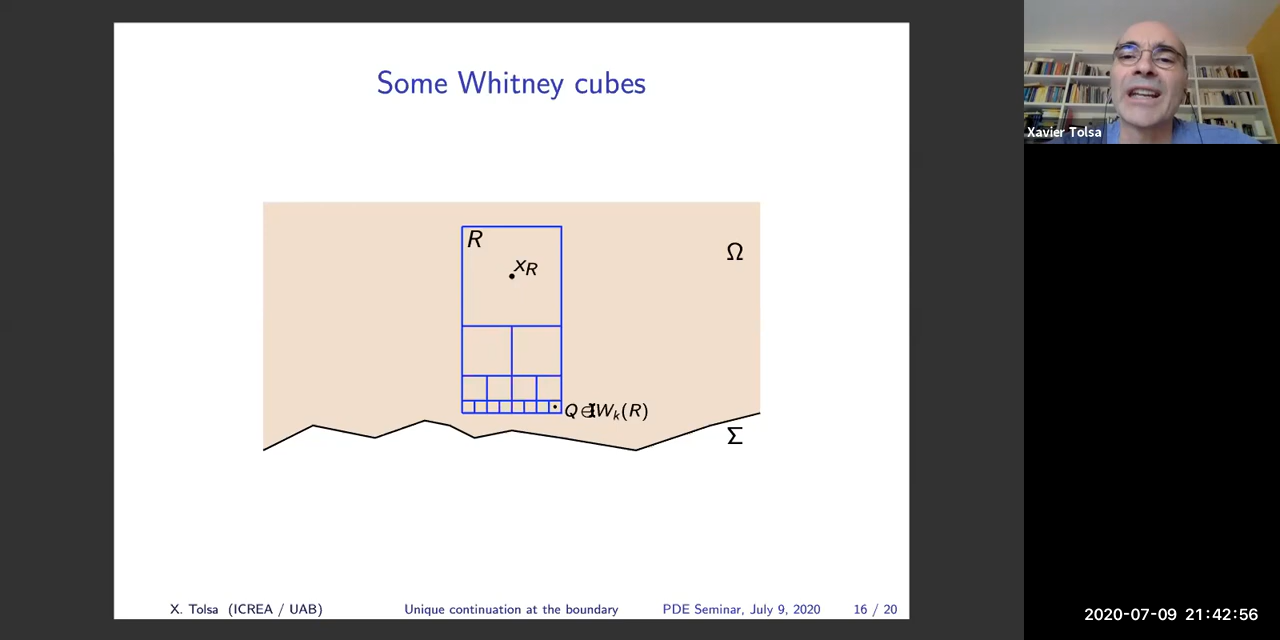 Some Whitney cubes
R
x_R
Ω
Q ∈ W_k(R)
Σ
X. Tolsa (ICREA / UAB) Unique continuation at the boundary PDE Seminar, July 9, 2020 16 / 20
Xavier Tolsa
2020-07-09 21:42:56